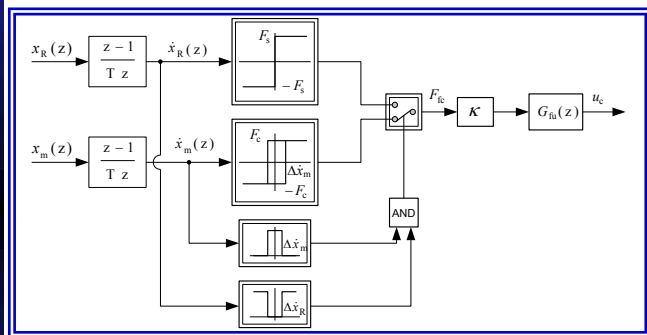 x_R(z)
z – 1
T z
ẋ_R(z)
F_s
– F_s
x_m(z)
z – 1
T z
ẋ_m(z)
F_c
Δẋ_m
– F_c
F_fc
κ
G_fu(z)
u_c
AND
Δẋ_m
Δẋ_R